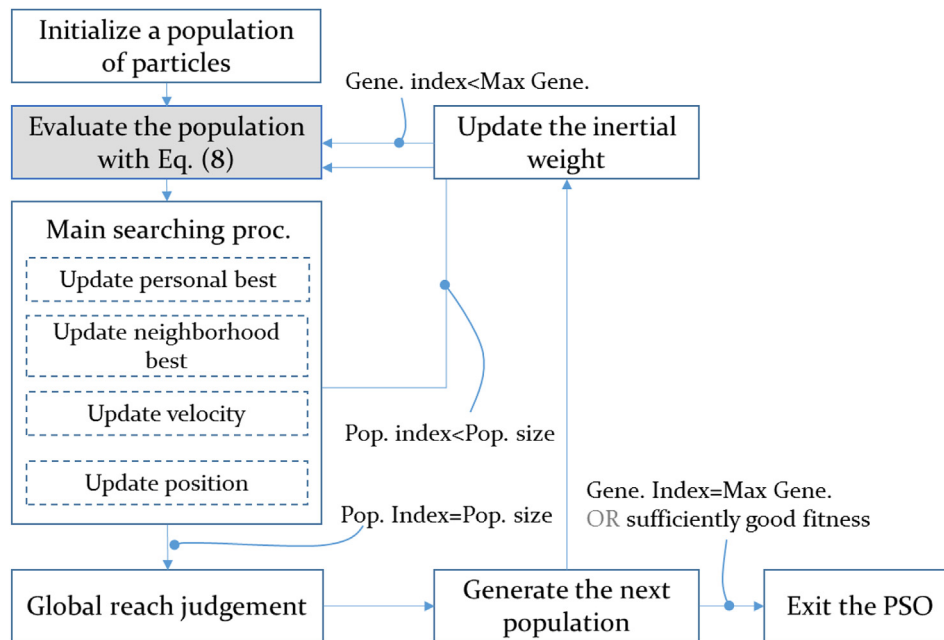 Initialize a population
of particles
Gene. index<Max Gene.
Evaluate the population
with Eq. (8)
Update the inertial
weight
Main searching proc.
Update personal best
Update neighborhood
best
Update velocity
Pop. index<Pop. size
Update position
Gene. Index=Max Gene.
OR sufficiently good fitness
Pop. Index=Pop. size
Global reach judgement
Generate the next
population
Exit the PSO